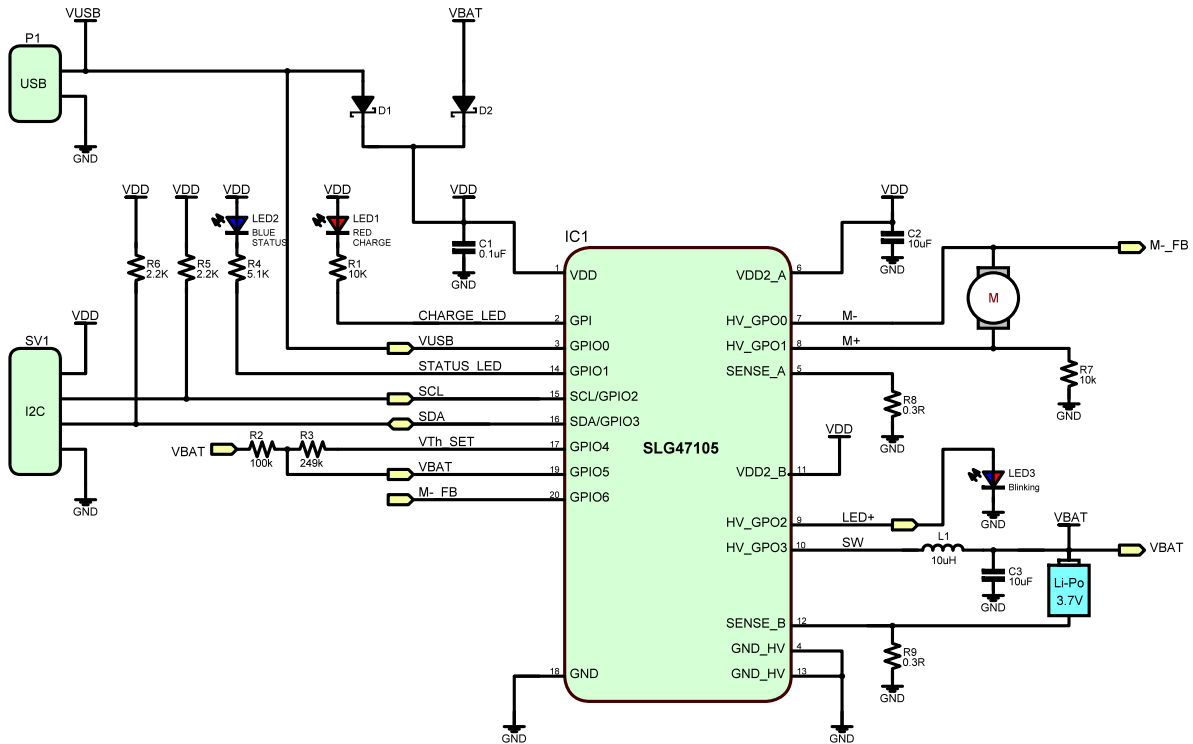 VUSB
VBAT
P1
USB
D1
D2
GND
VDD
VDD
VDD
VDD
VDD
VDD
LED2
BLUE
STATUS
LED1
RED
CHARGE
R6
2.2K
R5
2.2K
R4
5.1K
R1
10K
C1
0.1uF
GND
C2
10uF
GND
M-_FB
M
IC1
SLG47105
1 VDD
CHARGE_LED
2 GPI
VUSB
3 GPIO0
STATUS_LED
14 GPIO1
SCL
15 SCL/GPIO2
SDA
16 SDA/GPIO3
VBAT
R2
100k
R3
249k
VTh_SET
17 GPIO4
VBAT
19 GPIO5
M-_FB
20 GPIO6
18 GND
GND
SV1
I2C
VDD
GND
VDD2_A 6
HV_GPO0 7
M-
HV_GPO1 8
M+
SENSE_A 5
R7
10k
GND
R8
0.3R
GND
VDD
VDD2_B 11
LED3
Blinking
GND
HV_GPO2 9
LED+
HV_GPO3 10
SW
L1
10uH
VBAT
VBAT
C3
10uF
GND
Li-Po
3.7V
SENSE_B 12
GND_HV 4
GND_HV 13
R9
0.3R
GND
GND